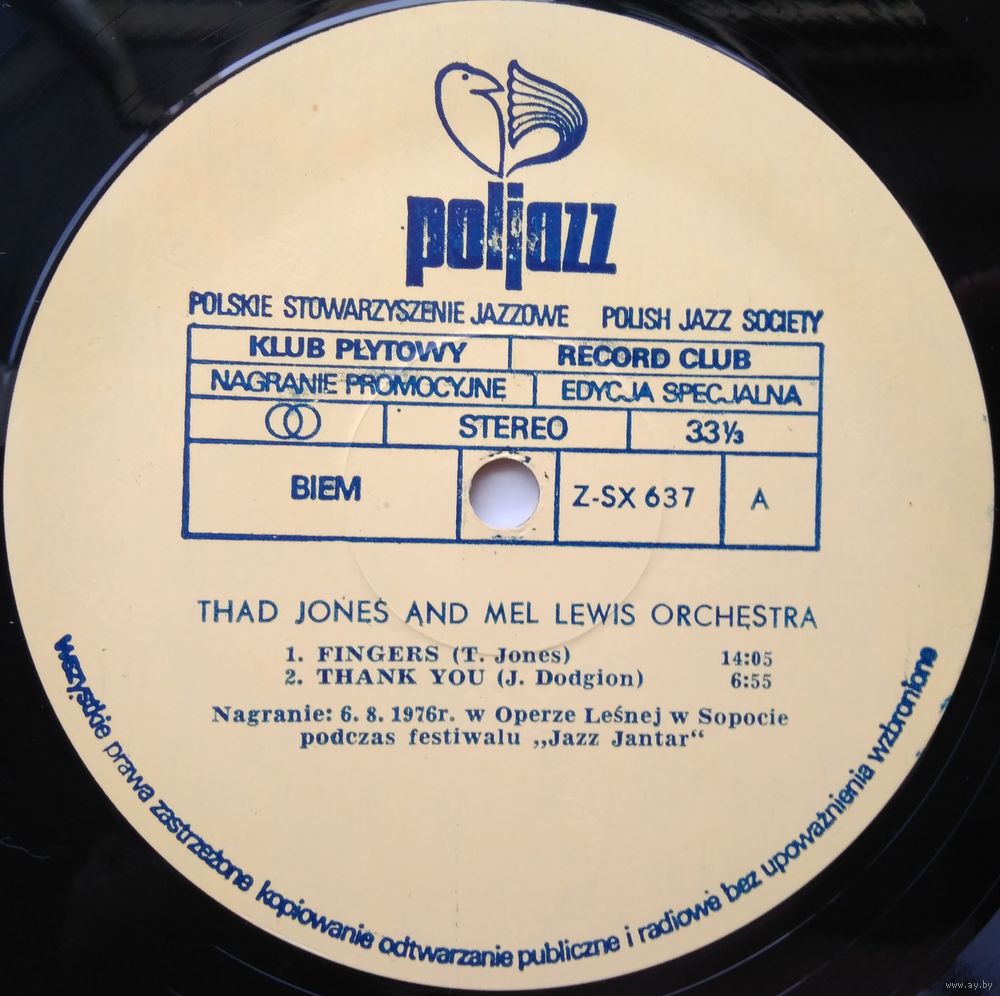 poljazz
POLSKIE STOWARZYSZENIE JAZZOWE POLISH JAZZ SOCIETY
KLUB PŁYTOWY RECORD CLUB
NAGRANIE PROMOCYJNE EDYCJA SPECJALNA
STEREO 33⅓
BIEM Z-SX 637 A
THAD JONES AND MEL LEWIS ORCHESTRA
1. FINGERS (T. Jones) 14:05
2. THANK YOU (J. Dodgion) 6:55
Nagranie: 6. 8. 1976r. w Operze Leśnej w Sopocie
podczas festiwalu „Jazz Jantar“
Wszystkie prawa zastrzeżone kopiowanie odtwarzanie publiczne i radiowe bez upoważnienia wzbronione
www.ay.by